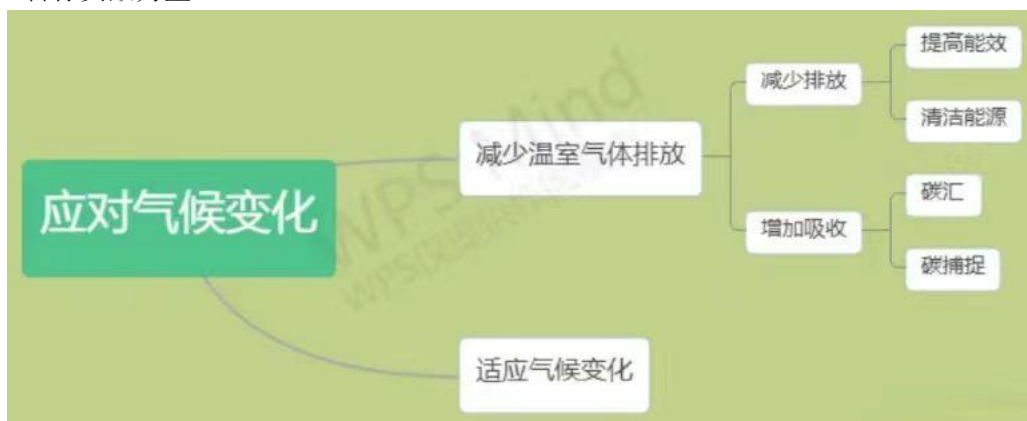 应对气候变化
减少温室气体排放
减少排放
提高能效
清洁能源
增加吸收
碳汇
碳捕捉
适应气候变化
WPS Mind